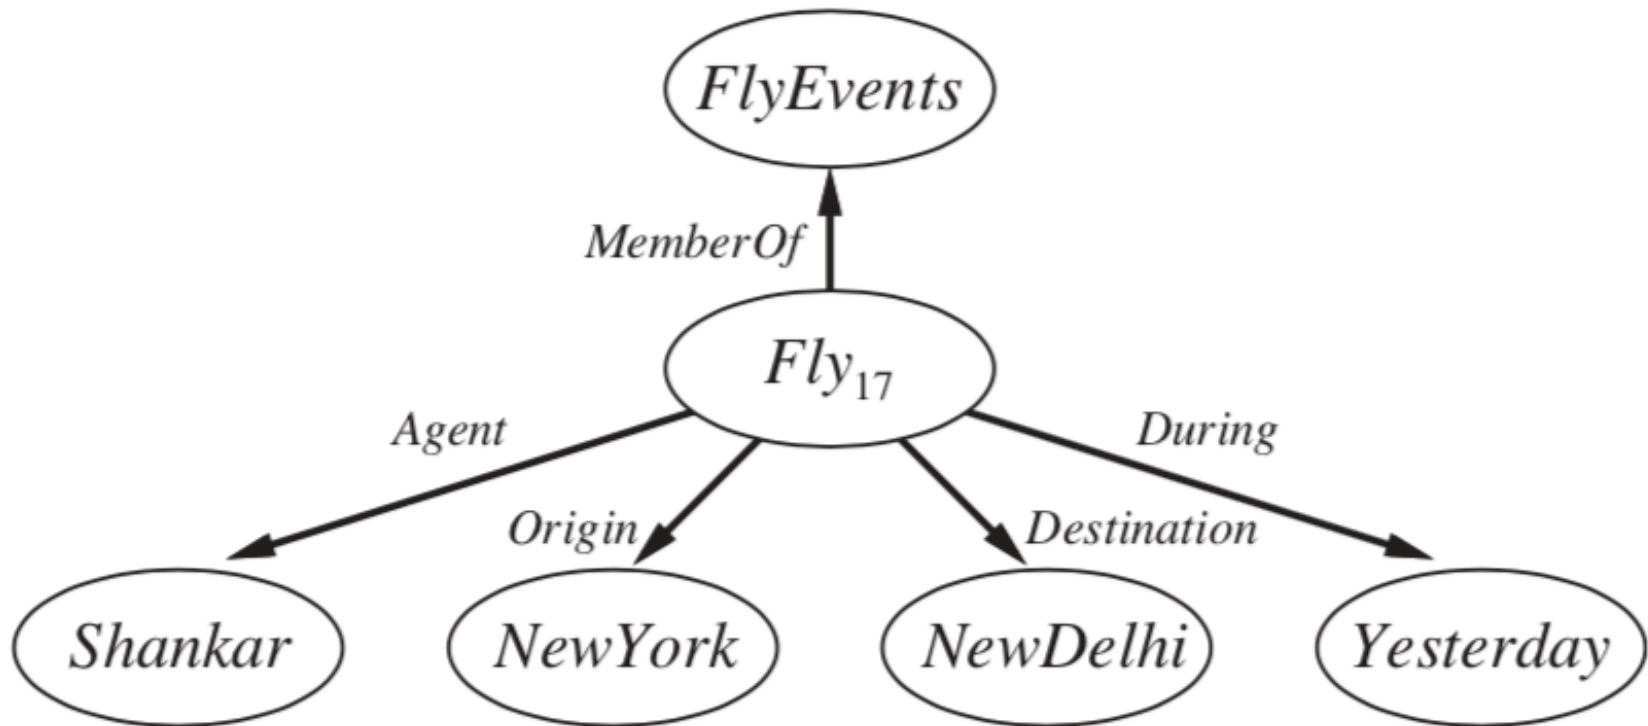 FlyEvents
MemberOf
Fly₁₇
Agent
During
Origin
Destination
Shankar
NewYork
NewDelhi
Yesterday